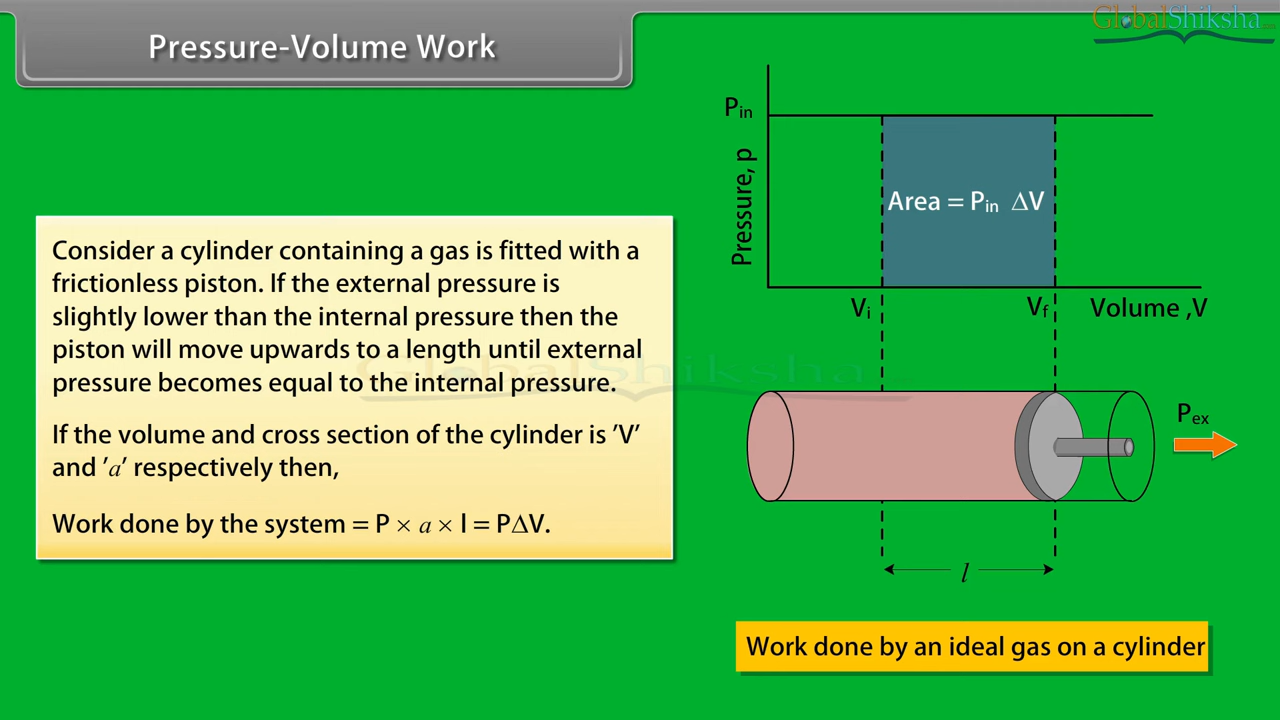 Pressure-Volume Work
GlobalShiksha.com
Consider a cylinder containing a gas is fitted with a
frictionless piston. If the external pressure is
slightly lower than the internal pressure then the
piston will move upwards to a length until external
pressure becomes equal to the internal pressure.
If the volume and cross section of the cylinder is ’V’
and ’a’ respectively then,
Work done by the system = P × a × l = PΔV.
Pin
Pressure, p
Area = Pin ΔV
Vi
Vf
Volume ,V
GlobalShiksha
Pex
l
Work done by an ideal gas on a cylinder